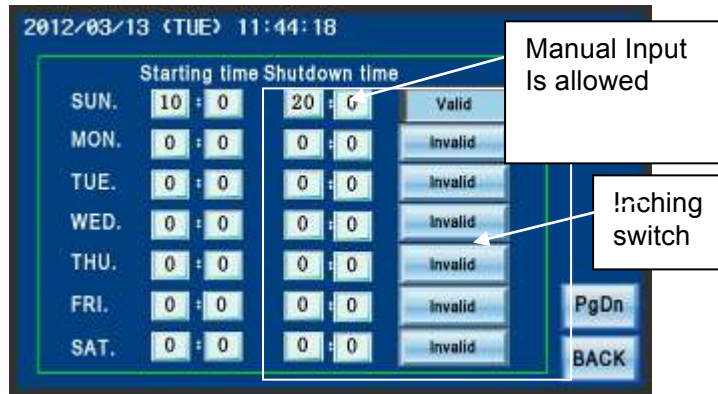 2012/03/13 (TUE) 11:44:18
Manual Input
Is allowed
Starting time Shutdown time
SUN. 10 : 0 20 : 0 Valid
MON. 0 : 0 0 : 0 Invalid
TUE. 0 : 0 0 : 0 Invalid
WED. 0 : 0 0 : 0 Invalid
Inching
switch
THU. 0 : 0 0 : 0 Invalid
FRI. 0 : 0 0 : 0 Invalid
PgDn
SAT. 0 : 0 0 : 0 Invalid
BACK